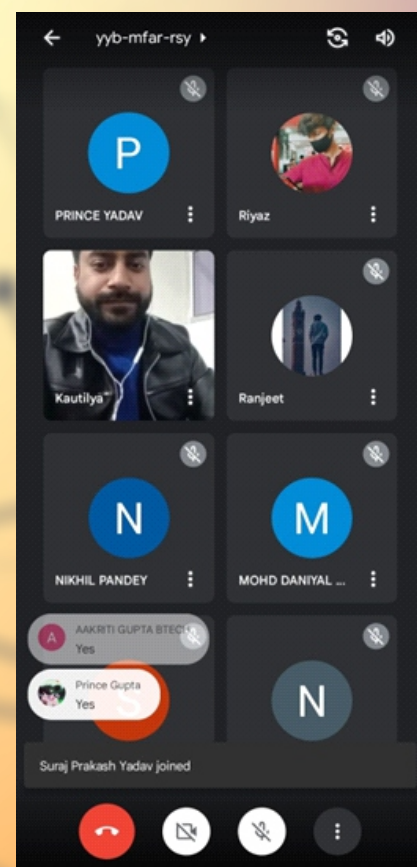 yyb-mfar-rsy
P
PRINCE YADAV
Riyaz
Kautilya
Ranjeet
N
NIKHIL PANDEY
M
MOHD DANIYAL ...
A
AAKRITI GUPTA BTECH
Yes
Prince Gupta
Yes
S
N
Suraj Prakash Yadav joined